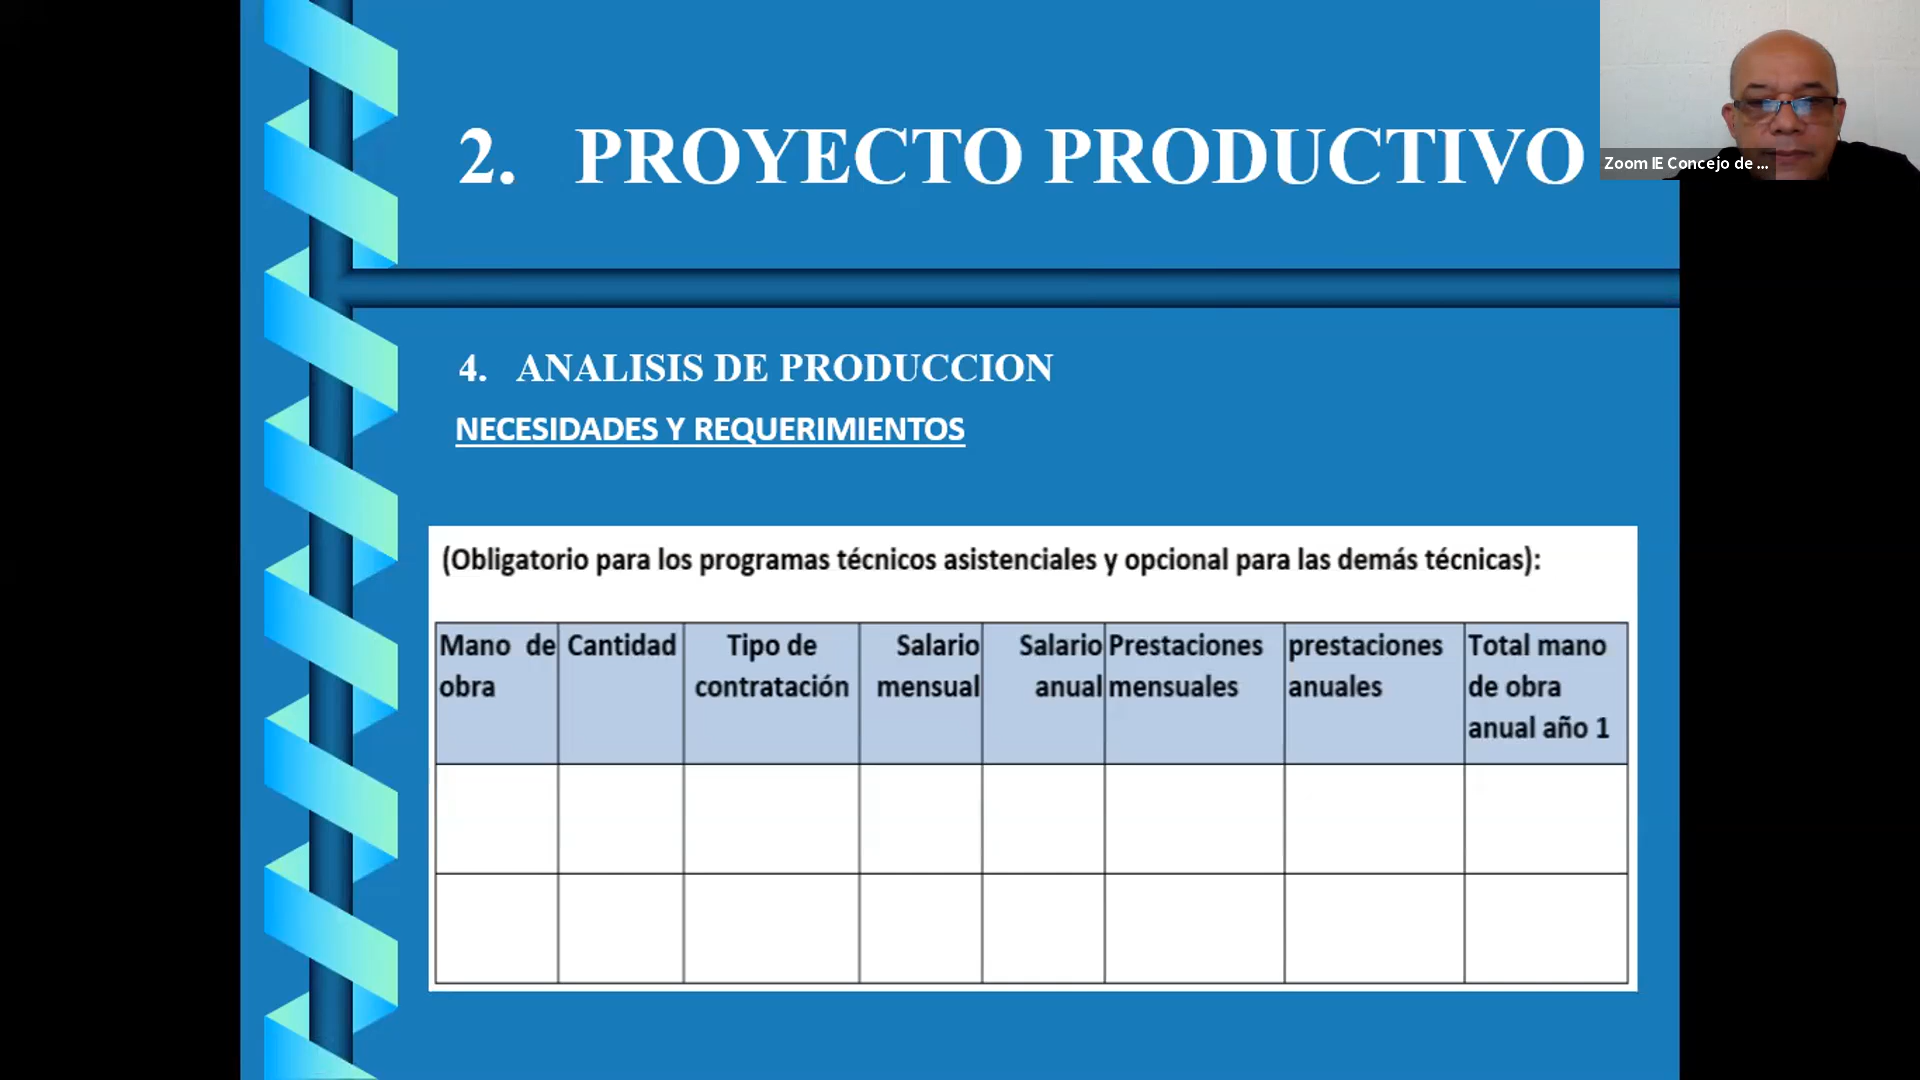 2. PROYECTO PRODUCTIVO
Zoom IE Concejo de ...
4. ANALISIS DE PRODUCCION
NECESIDADES Y REQUERIMIENTOS
(Obligatorio para los programas técnicos asistenciales y opcional para las demás técnicas):
Mano de obra
Cantidad
Tipo de contratación
Salario mensual
Salario anual
Prestaciones mensuales
prestaciones anuales
Total mano de obra anual año 1